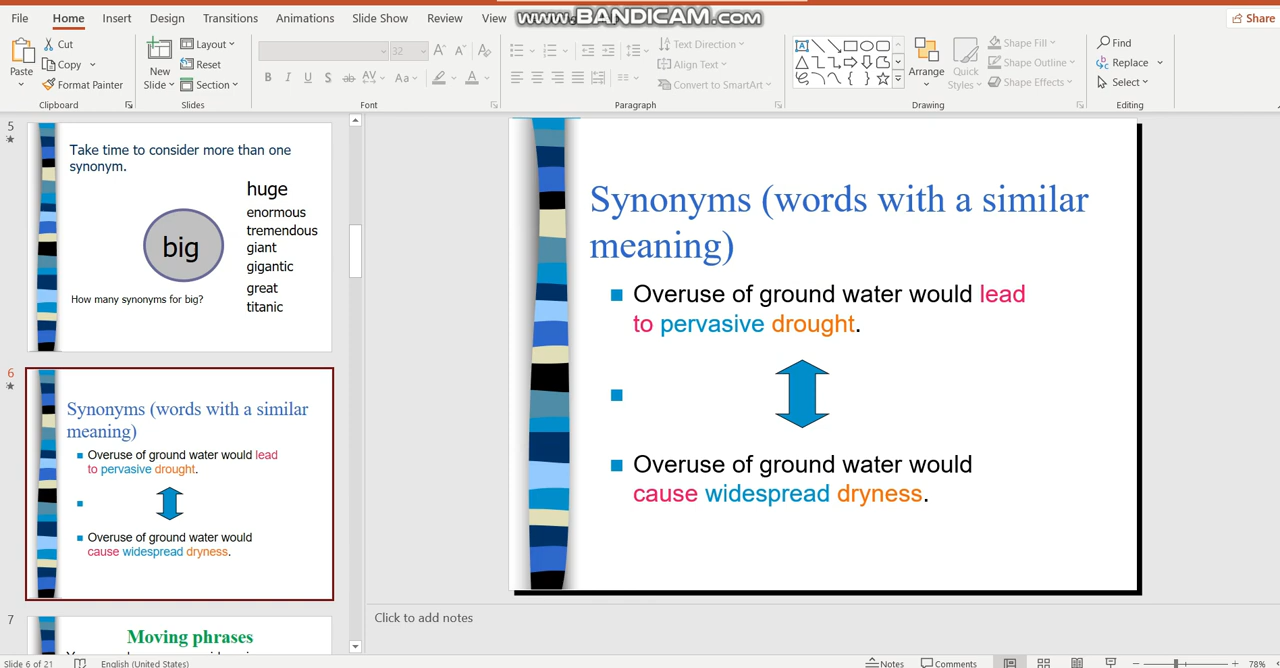 File Home Insert Design Transitions Animations Slide Show Review View
www.BANDICAM.com
Share
Paste
Cut
Copy
Format Painter
Clipboard
New
Slide
Layout
Reset
Section
Slides
32
Font
Text Direction
Align Text
Convert to SmartArt
Paragraph
Arrange
Quick
Styles
Shape Fill
Shape Outline
Shape Effects
Drawing
Find
Replace
Select
Editing
5
Take time to consider more than one
synonym.
big
huge
enormous
tremendous
giant
gigantic
great
titanic
How many synonyms for big?
6
Synonyms (words with a similar
meaning)
Overuse of ground water would lead
to pervasive drought.
Overuse of ground water would
cause widespread dryness.
7
Moving phrases
Synonyms (words with a similar
meaning)
Overuse of ground water would lead
to pervasive drought.
Overuse of ground water would
cause widespread dryness.
Click to add notes
Slide 6 of 21 English (United States) Notes Comments 78%